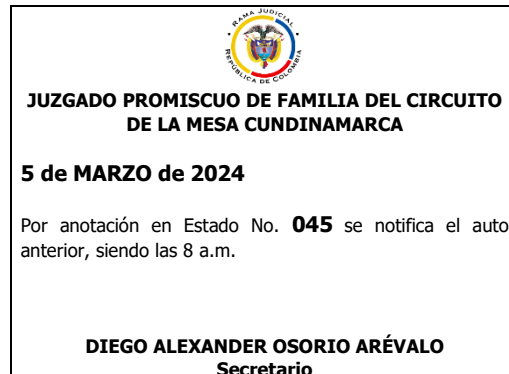 RAMA JUDICIAL
REPÚBLICA DE COLOMBIA
JUZGADO PROMISCUO DE FAMILIA DEL CIRCUITO
DE LA MESA CUNDINAMARCA
5 de MARZO de 2024
Por anotación en Estado No. 045 se notifica el auto
anterior, siendo las 8 a.m.
DIEGO ALEXANDER OSORIO ARÉVALO
Secretario